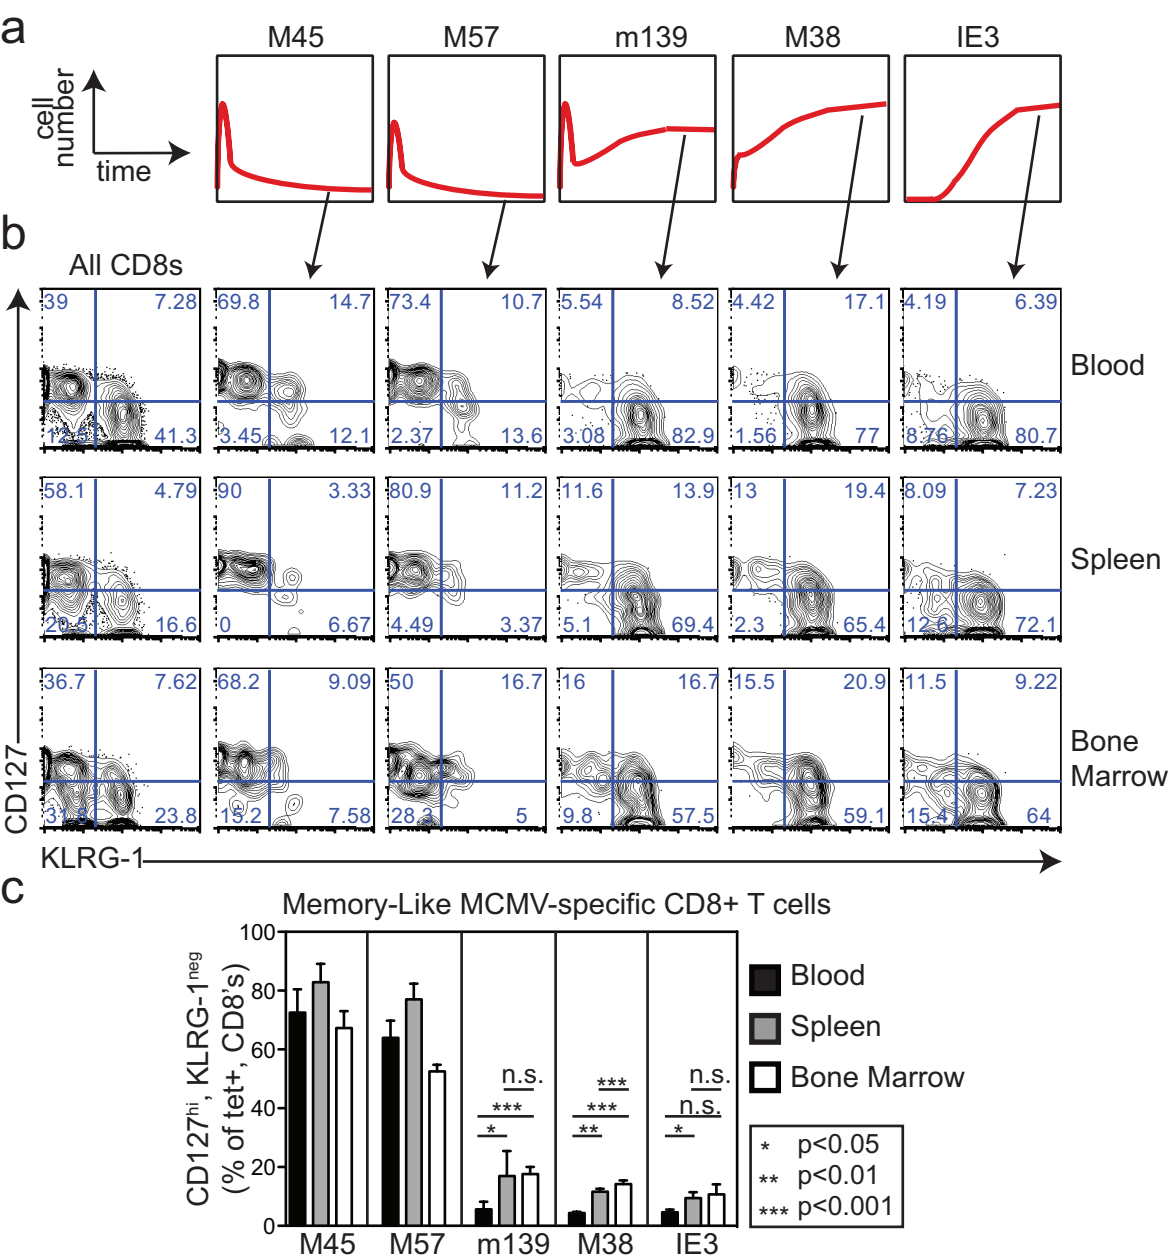 a
M45 M57 m139 M38 IE3
cell
number
time
b
All CD8s
39 7.28 69.8 14.7 73.4 10.7 5.54 8.52 4.42 17.1 4.19 6.39
Blood
41.3 3.45 12.1 2.37 13.6 3.08 82.9 1.56 77 8.76 80.7
58.1 4.79 90 3.33 80.9 11.2 11.6 13.9 13 19.4 8.09 7.23
Spleen
20.5 16.6 0 6.67 4.49 3.37 5.1 69.4 2.3 65.4 12.6 72.1
36.7 7.62 68.2 9.09 50 16.7 16 16.7 15.5 20.9 11.5 9.22
Bone
Marrow
23.8 15.2 7.58 28.3 5 9.8 57.5 59.1 15.4 64
CD127
KLRG-1
c
Memory-Like MCMV-specific CD8+ T cells
CD127hi, KLRG-1neg
(% of tet+, CD8's)
100
80
60
40
20
0
n.s. *** n.s.
*** *** n.s.
* ** *
M45 M57 m139 M38 IE3
Blood
Spleen
Bone Marrow
* p<0.05
** p<0.01
*** p<0.001